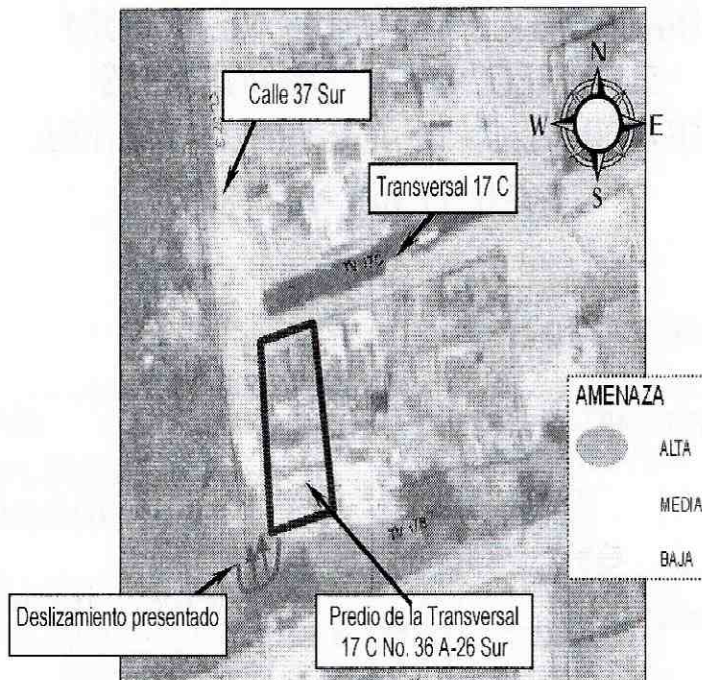 N
W
E
S
Calle 37 Sur
Transversal 17 C
AMENAZA
ALTA
MEDIA
BAJA
Deslizamiento presentado
Predio de la Transversal
17 C No. 36 A-26 Sur